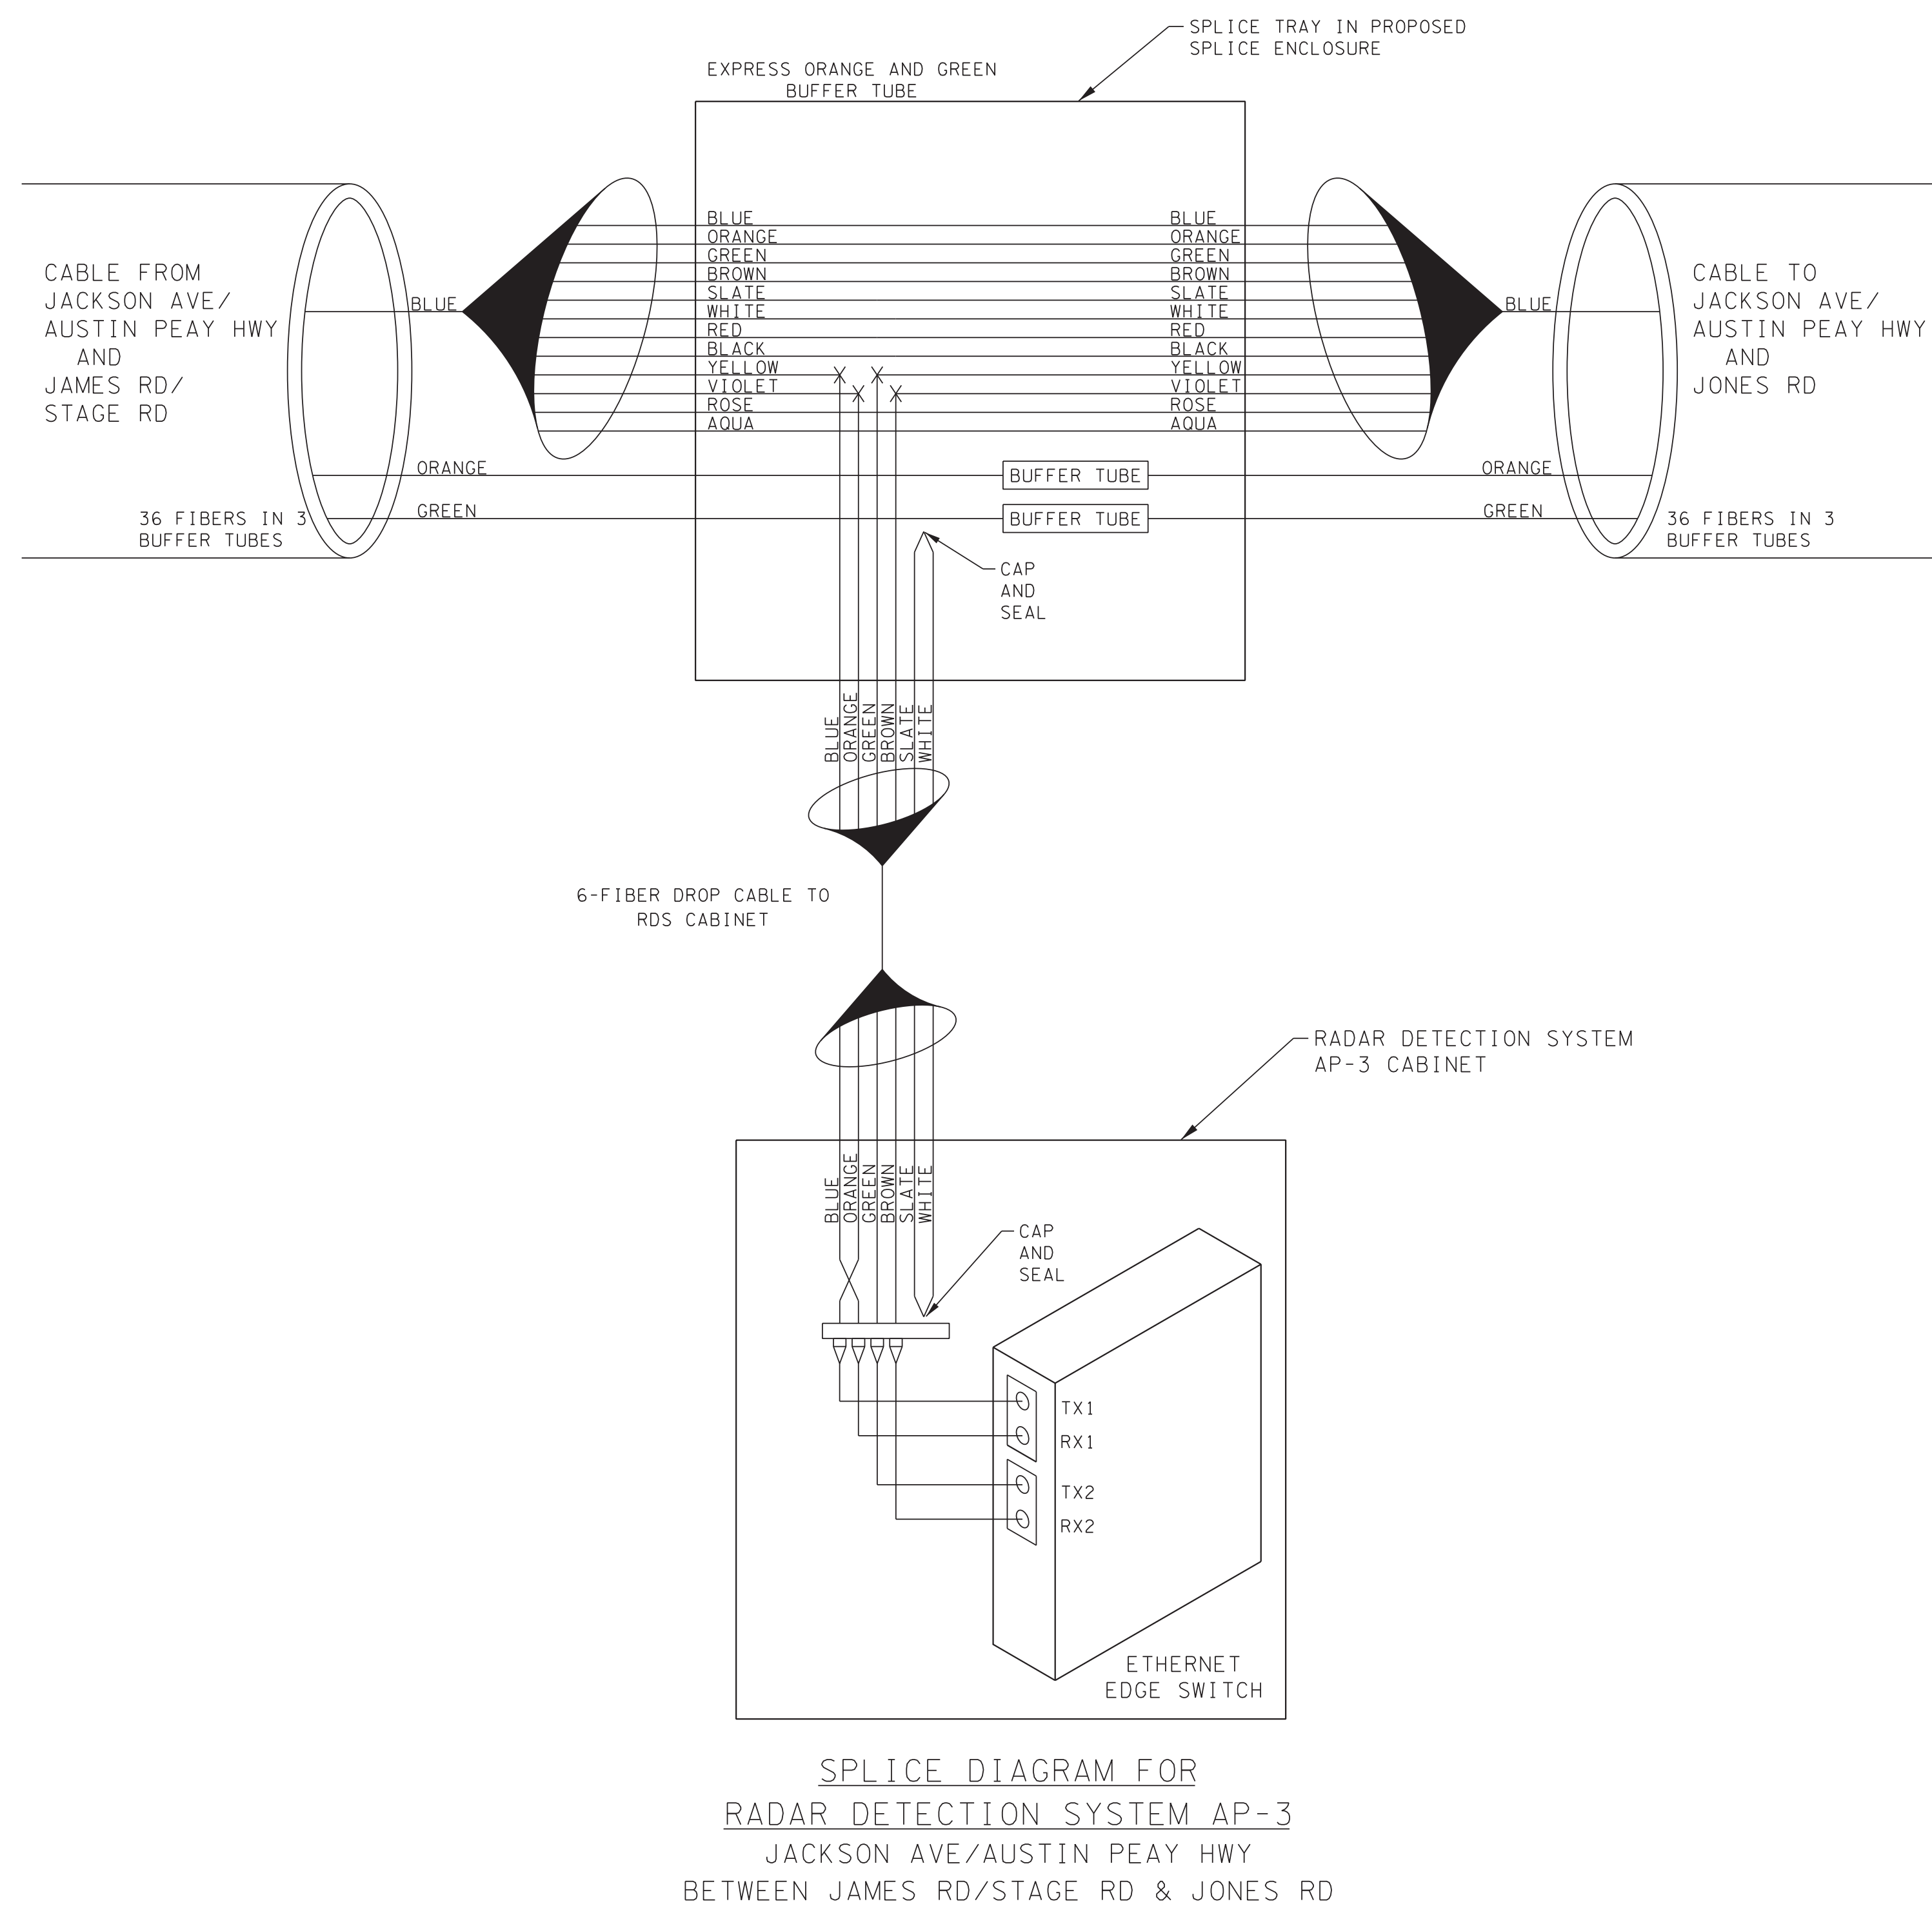 SPLICE TRAY IN PROPOSED
SPLICE ENCLOSURE
EXPRESS ORANGE AND GREEN
BUFFER TUBE
CABLE FROM
JACKSON AVE/
AUSTIN PEAY HWY
AND
JAMES RD/
STAGE RD
36 FIBERS IN 3
BUFFER TUBES
BLUE
ORANGE
GREEN
BLUE
ORANGE
GREEN
BROWN
SLATE
WHITE
RED
BLACK
YELLOW
VIOLET
ROSE
AQUA
BLUE
ORANGE
GREEN
BROWN
SLATE
WHITE
RED
BLACK
YELLOW
VIOLET
ROSE
AQUA
BUFFER TUBE
BUFFER TUBE
BLUE
ORANGE
GREEN
CABLE TO
JACKSON AVE/
AUSTIN PEAY HWY
AND
JONES RD
36 FIBERS IN 3
BUFFER TUBES
CAP
AND
SEAL
BLUE
ORANGE
GREEN
BROWN
SLATE
WHITE
6-FIBER DROP CABLE TO
RDS CABINET
RADAR DETECTION SYSTEM
AP-3 CABINET
BLUE
ORANGE
GREEN
BROWN
SLATE
WHITE
CAP
AND
SEAL
TX1
RX1
TX2
RX2
ETHERNET
EDGE SWITCH
SPLICE DIAGRAM FOR
RADAR DETECTION SYSTEM AP-3
JACKSON AVE/AUSTIN PEAY HWY
BETWEEN JAMES RD/STAGE RD & JONES RD